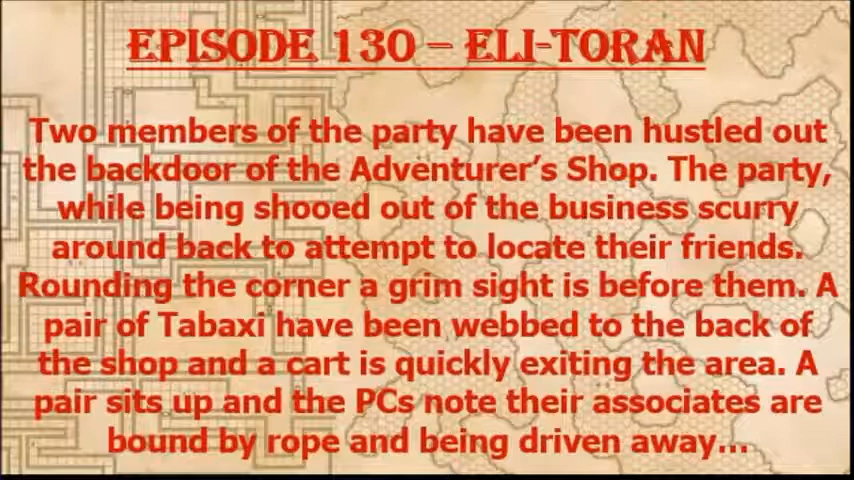 EPISODE 130 – ELI-TORAN
Two members of the party have been hustled out
the backdoor of the Adventurer’s Shop. The party,
while being shooed out of the business scurry
around back to attempt to locate their friends.
Rounding the corner a grim sight is before them. A
pair of Tabaxi have been webbed to the back of
the shop and a cart is quickly exiting the area. A
pair sits up and the PCs note their associates are
bound by rope and being driven away...